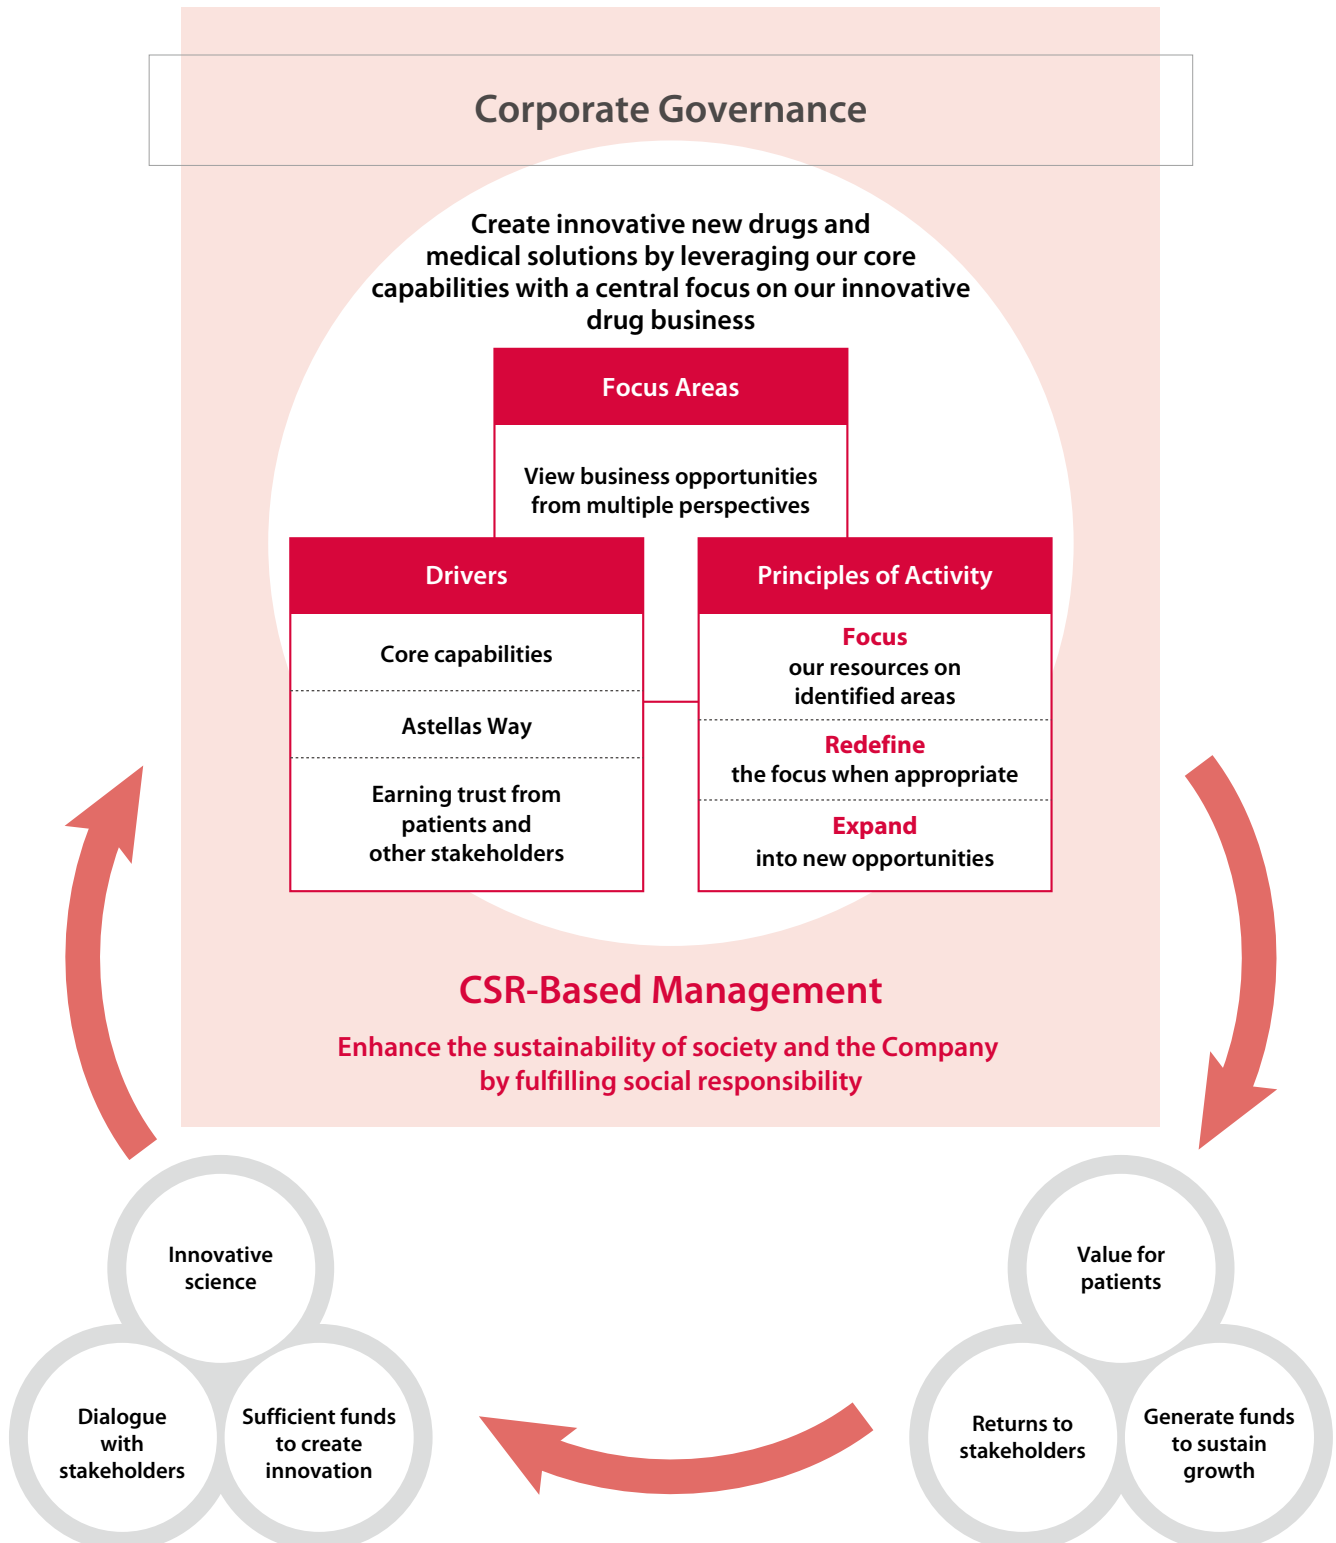 Corporate Governance
Create innovative new drugs and
medical solutions by leveraging our core
capabilities with a central focus on our innovative
drug business
Focus Areas
View business opportunities
from multiple perspectives
Drivers
Core capabilities
Astellas Way
Earning trust from
patients and
other stakeholders
Principles of Activity
Focus
our resources on
identified areas
Redefine
the focus when appropriate
Expand
into new opportunities
CSR-Based Management
Enhance the sustainability of society and the Company
by fulfilling social responsibility
Innovative
science
Dialogue
with
stakeholders
Sufficient funds
to create
innovation
Value for
patients
Returns to
stakeholders
Generate funds
to sustain
growth